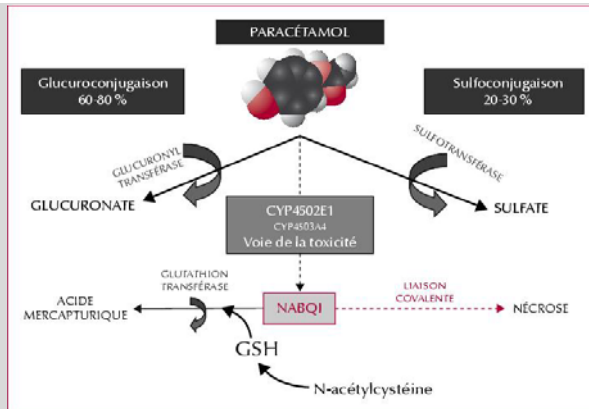 PARACÉTAMOL
Glucuroconjugaison
60-80 %
Sulfoconjugaison
20-30 %
GLUCURONYL
TRANSFÉRASE
SULFOTRANSFÉRASE
GLUCURONATE
SULFATE
CYP4502E1
CYP4503A4
Voie de la toxicité
GLUTATHION
TRANSFÉRASE
LIAISON
COVALENTE
ACIDE
MERCAPTURIQUE
NABQI
NÉCROSE
GSH
N-acétylcystéine